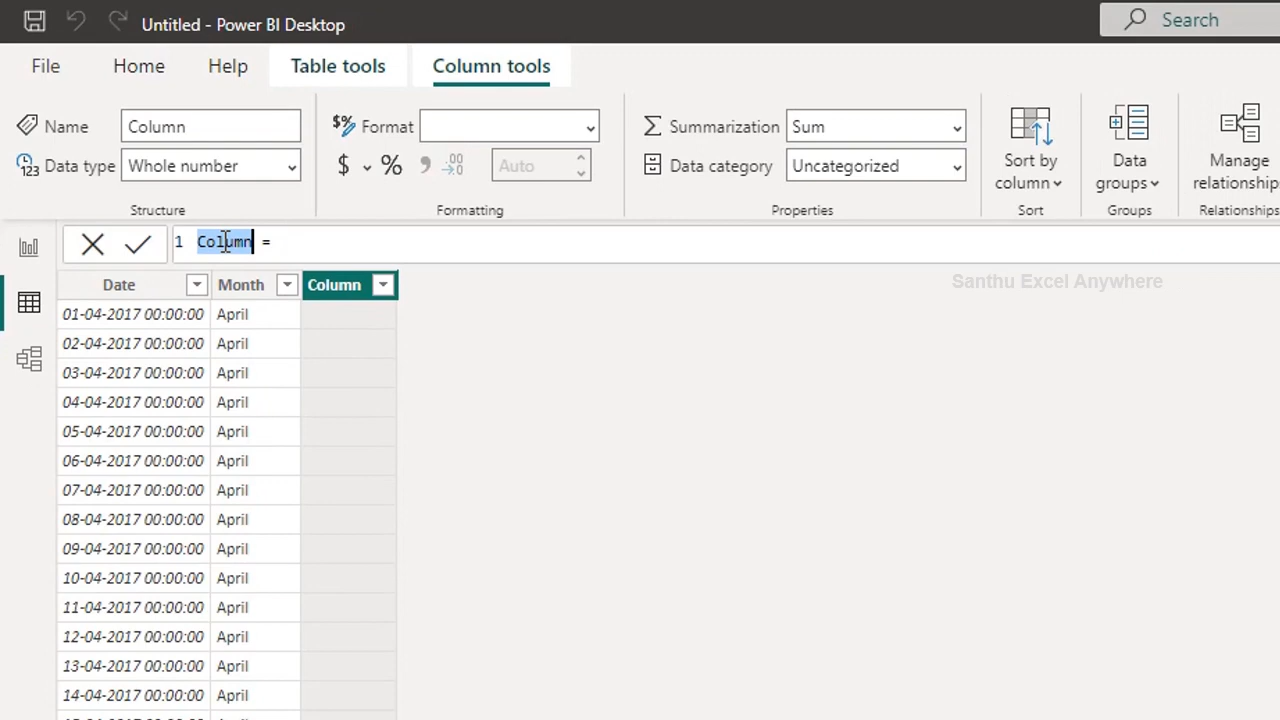 Untitled - Power BI Desktop
Search
File Home Help Table tools Column tools
Name Column
Format
Summarization Sum
Data type Whole number
$ % Auto
Data category Uncategorized
Sort by column
Data groups
Manage relationship
Structure Formatting Properties Sort Groups Relationships
1 Column =
Santhu Excel Anywhere
Date Month Column
01-04-2017 00:00:00 April
02-04-2017 00:00:00 April
03-04-2017 00:00:00 April
04-04-2017 00:00:00 April
05-04-2017 00:00:00 April
06-04-2017 00:00:00 April
07-04-2017 00:00:00 April
08-04-2017 00:00:00 April
09-04-2017 00:00:00 April
10-04-2017 00:00:00 April
11-04-2017 00:00:00 April
12-04-2017 00:00:00 April
13-04-2017 00:00:00 April
14-04-2017 00:00:00 April